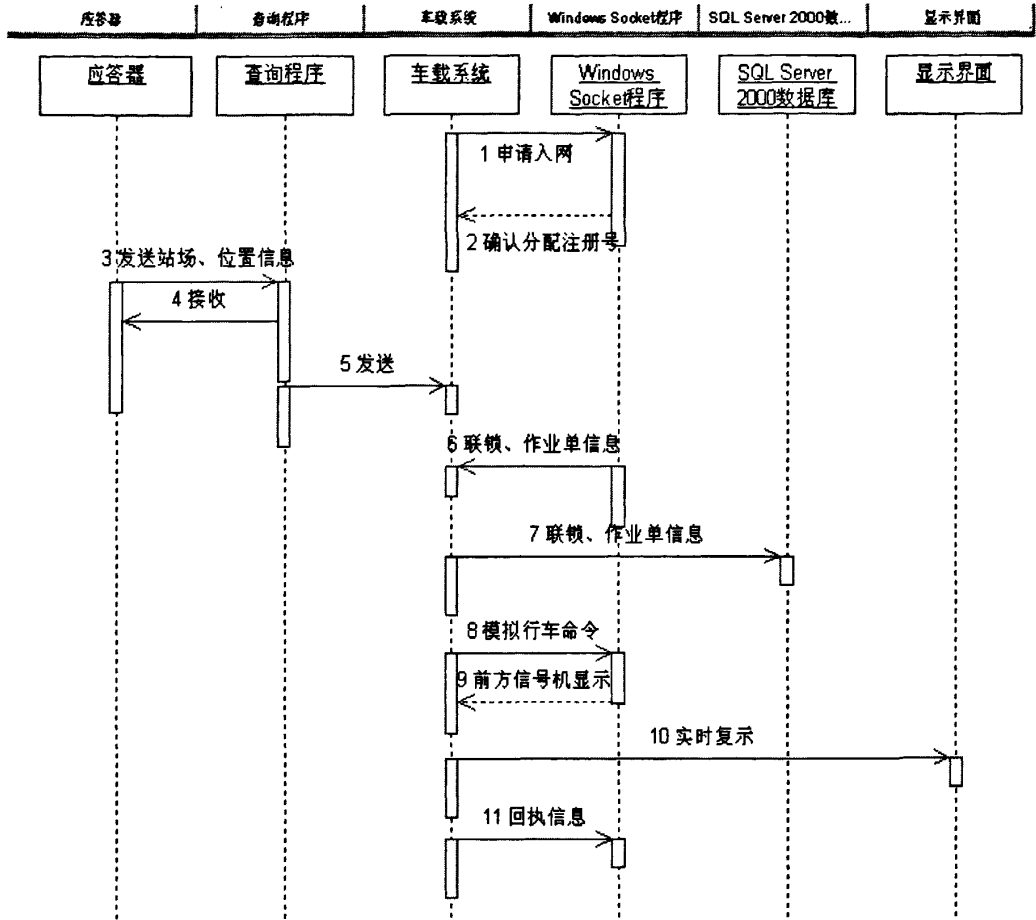 应答器
查询程序
车载系统
Windows Socket程序
SQL Server 2000数...
显示界面
应答器
查询程序
车载系统
Windows
Socket程序
SQL Server
2000数据库
显示界面
1 申请入网
2 确认分配注册号
3 发送站场、位置信息
4 接收
5 发送
6 联锁、作业单信息
7 联锁、作业单信息
8 模拟行车命令
9 前方信号机显示
10 实时复示
11 回执信息